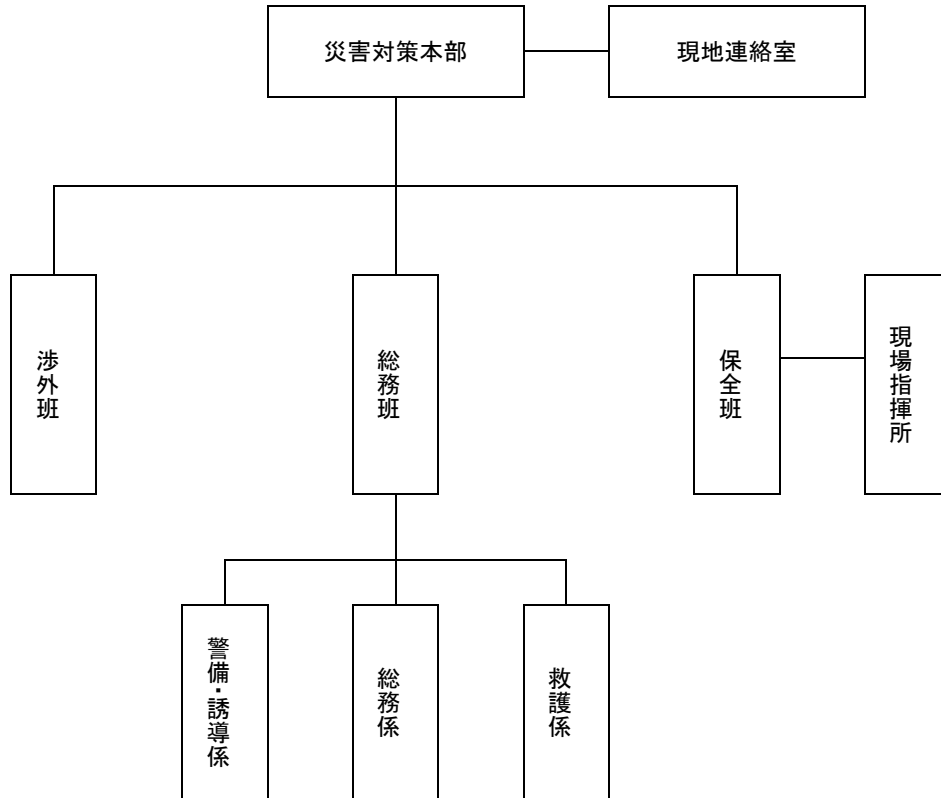 災害対策本部
現地連絡室
渉外班
総務班
保全班
現場指揮所
警備・誘導係
総務係
救護係